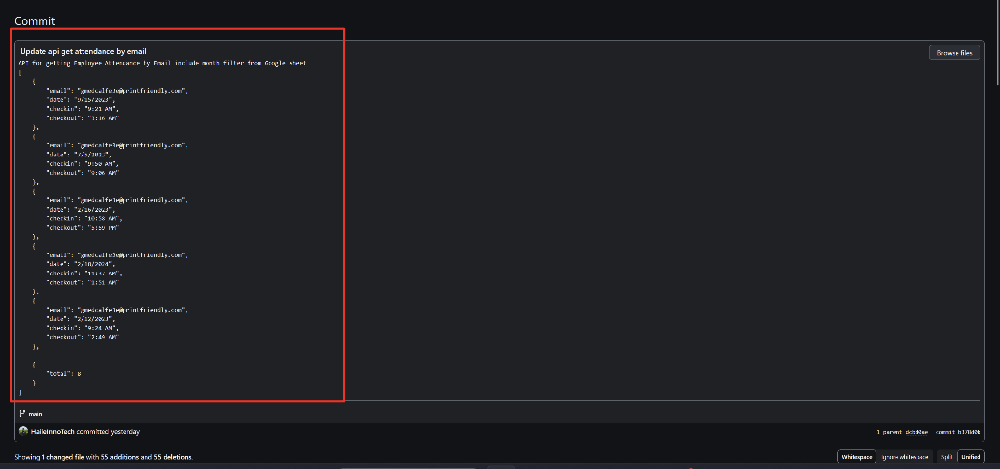 Commit
Update api get attendance by email
Browse files
API for getting Employee Attendance by Email include month filter from Google sheet
[
    {
        "email": "gmedcalfe3e@printfriendly.com",
        "date": "9/15/2023",
        "checkin": "9:21 AM",
        "checkout": "3:16 AM"
    },
    {
        "email": "gmedcalfe3e@printfriendly.com",
        "date": "7/5/2023",
        "checkin": "9:50 AM",
        "checkout": "9:06 AM"
    },
    {
        "email": "gmedcalfe3e@printfriendly.com",
        "date": "2/16/2023",
        "checkin": "10:58 AM",
        "checkout": "5:59 PM"
    },
    {
        "email": "gmedcalfe3e@printfriendly.com",
        "date": "2/18/2024",
        "checkin": "11:37 AM",
        "checkout": "1:51 AM"
    },
    {
        "email": "gmedcalfe3e@printfriendly.com",
        "date": "2/12/2023",
        "checkin": "9:24 AM",
        "checkout": "2:49 AM"
    },
    {
        "total": 8
    }
]
main
HaileInnoTech committed yesterday
1 parent dcbd0ae commit b378d0b
Showing 1 changed file with 55 additions and 55 deletions.
Whitespace Ignore whitespace Split Unified